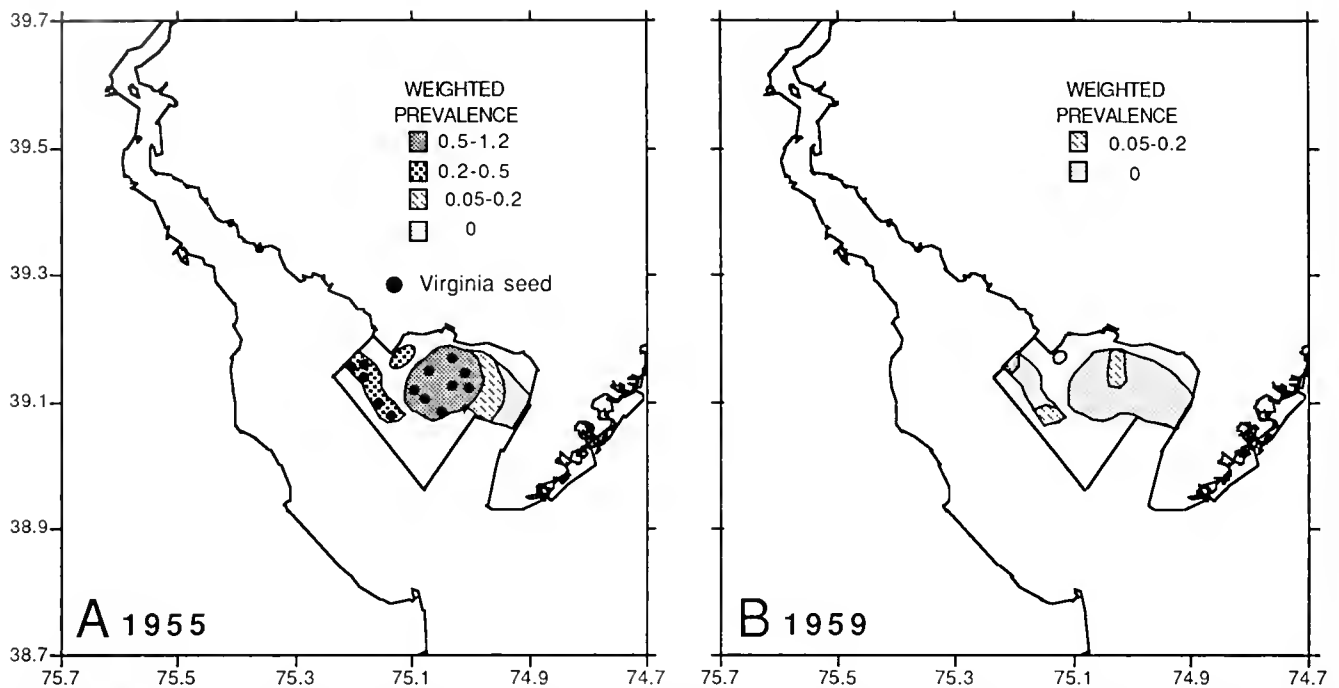 39.7
39.5
39.3
39.1
38.9
38.7
75.7 75.5 75.3 75.1 74.9 74.7
WEIGHTED
PREVALENCE
0.5-1.2
0.2-0.5
0.05-0.2
0
Virginia seed
A 1955
WEIGHTED
PREVALENCE
0.05-0.2
0
B 1959
75.7 75.5 75.3 75.1 74.9 74.7